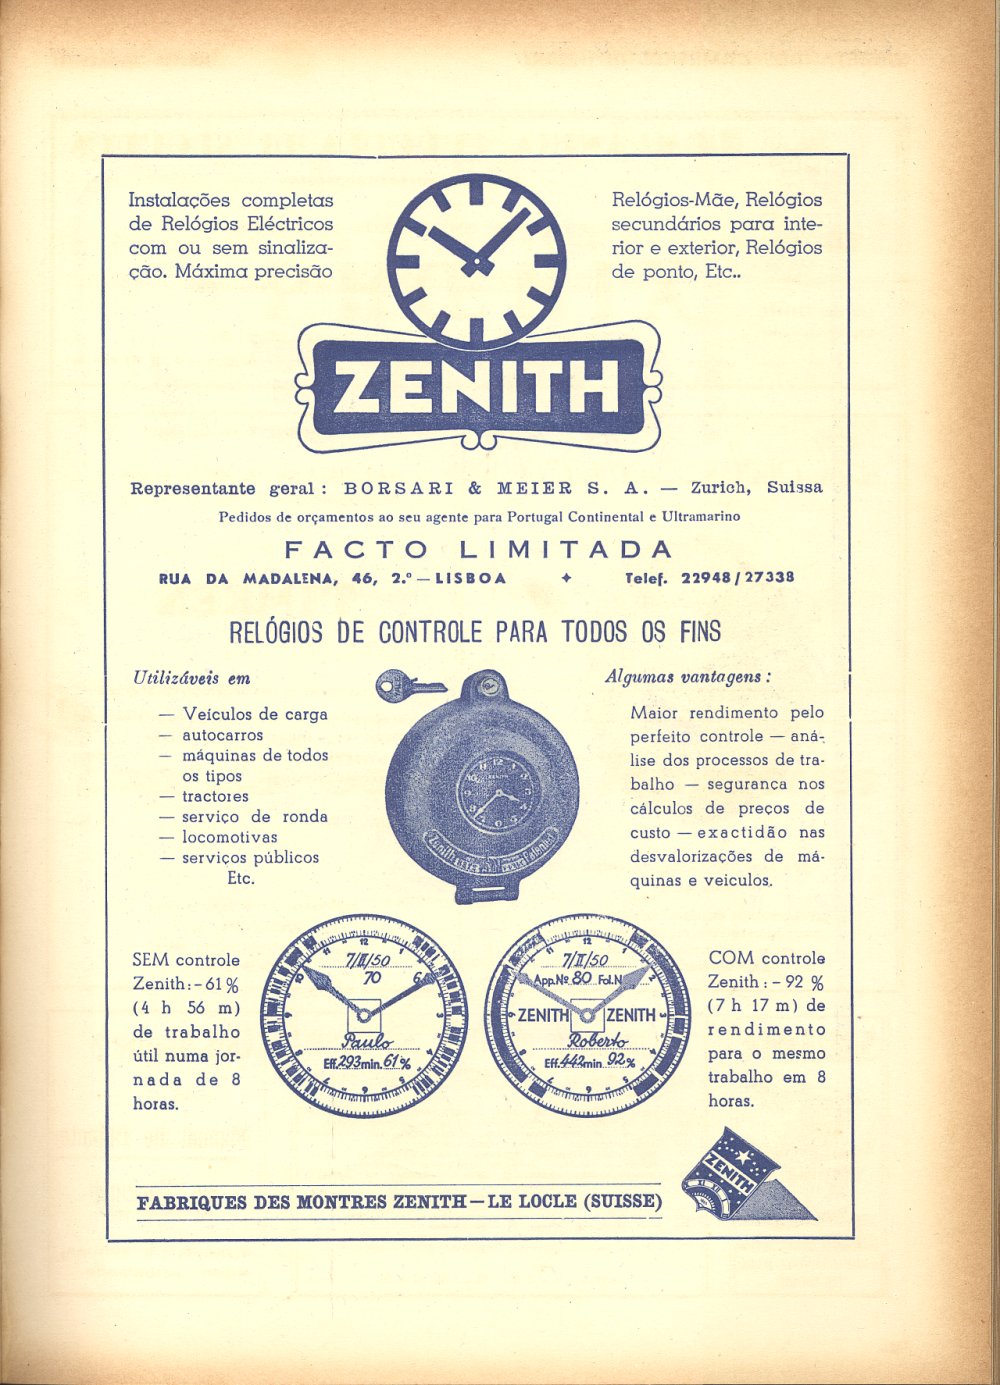 Instalações completas
de Relógios Eléctricos
com ou sem sinaliza-
ção. Máxima precisão
Relógios-Mãe, Relógios
secundários para inte-
rior e exterior, Relógios
de ponto, Etc..
ZENITH
Representante geral : BORSARI & MEIER S. A. — Zurich, Suissa
Pedidos de orçamentos ao seu agente para Portugal Continental e Ultramarino
FACTO LIMITADA
RUA DA MADALENA, 46, 2.º — LISBOA ✦ Telef. 22948/27338
RELÓGIOS DE CONTROLE PARA TODOS OS FINS
Utilizáveis em
— Veículos de carga
— autocarros
— máquinas de todos
os tipos
— tractores
— serviço de ronda
— locomotivas
— serviços públicos
Etc.
Algumas vantagens :
Maior rendimento pelo
perfeito controle — aná-
lise dos processos de tra-
balho — segurança nos
cálculos de preços de
custo — exactidão nas
desvalorizações de má-
quinas e veiculos.
SEM controle
Zenith:-61%
(4 h 56 m)
de trabalho
útil numa jor-
nada de 8
horas.
7/II/50
70
Paulo
Eff. 293 min. 61%
7/II/50
App. Nº 80 Fol. N
ZENITH ZENITH
Roberto
Eff. 442 min 92%
COM controle
Zenith : - 92 %
(7 h 17 m) de
rendimento
para o mesmo
trabalho em 8
horas.
ZENITH
FABRIQUES DES MONTRES ZENITH — LE LOCLE (SUISSE)